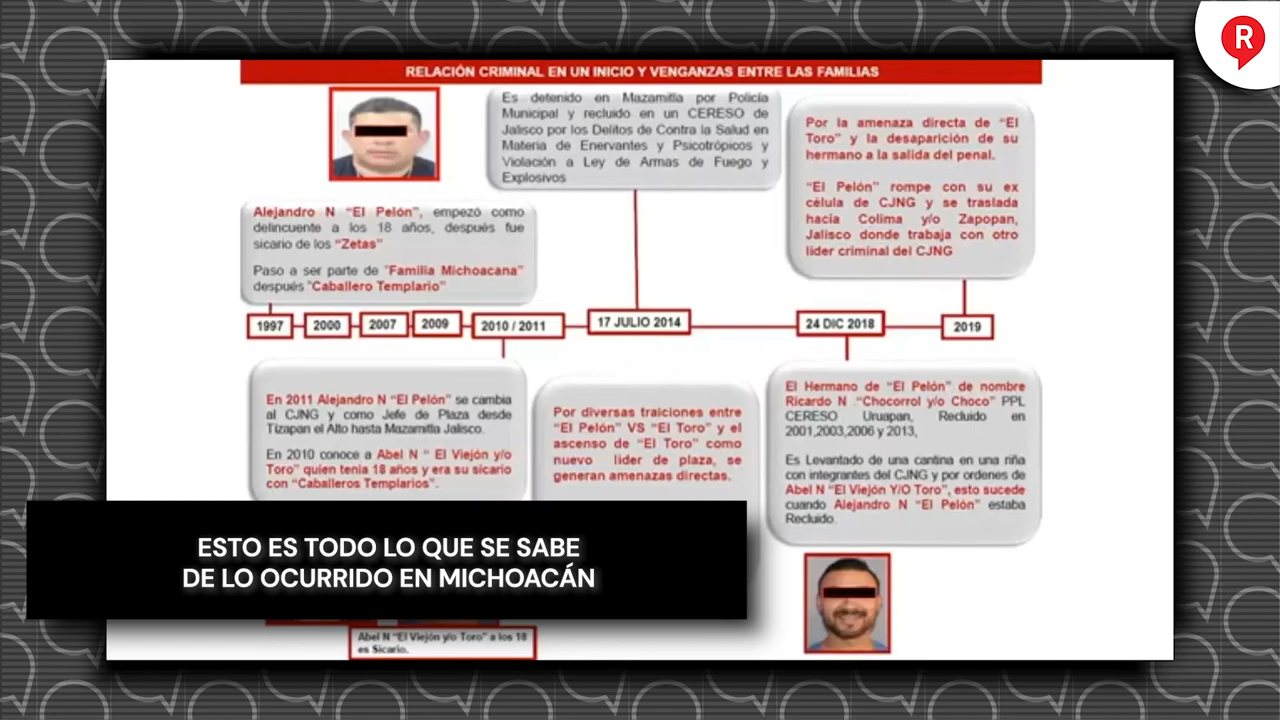 R
RELACIÓN CRIMINAL EN UN INICIO Y VENGANZAS ENTRE LAS FAMILIAS
Es detenido en Mazamitla por Policía
Municipal y recluido en un CERESO de
Jalisco por los Delitos de Contra la Salud en
Materia de Enervantes y Psicotrópicos y
Violación a Ley de Armas de Fuego y
Explosivos
Por la amenaza directa de "El
Toro" y la desaparición de su
hermano a la salida del penal.
"El Pelón" rompe con su ex
célula de CJNG y se traslada
hacia Colima y/o Zapopan,
Jalisco donde trabaja con otro
líder criminal del CJNG
Alejandro N "El Pelón", empezó como
delincuente a los 18 años, después fue
sicario de los "Zetas"
Paso a ser parte de "Familia Michoacana"
después "Caballero Templario"
1997
2000
2007
2009
2010 / 2011
17 JULIO 2014
24 DIC 2018
2019
En 2011 Alejandro N "El Pelón" se cambia
al CJNG y como Jefe de Plaza desde
Tizapan el Alto hasta Mazamitla Jalisco.
En 2010 conoce a Abel N " El Viejón y/o
Toro" quien tenia 18 años y era su sicario
con "Caballeros Templarios".
Por diversas traiciones entre
"El Pelón" VS "El Toro" y el
ascenso de "El Toro" como
nuevo lider de plaza, se
generan amenazas directas.
El Hermano de "El Pelón" de nombre
Ricardo N ."Chocorrol y/o Choco" PPL
CERESO Uruapan, Recluido en
2001,2003,2006 y 2013,
Es Levantado de una cantina en una riña
con integrantes del CJNG y por ordenes de
Abel N "El Viejón Y/O Toro", esto sucede
cuando Alejandro N "El Pelón" estaba
Recluido.
ESTO ES TODO LO QUE SE SABE
DE LO OCURRIDO EN MICHOACÁN
Abel N "El Viejón y/o Toro" a los 18
es Sicario.